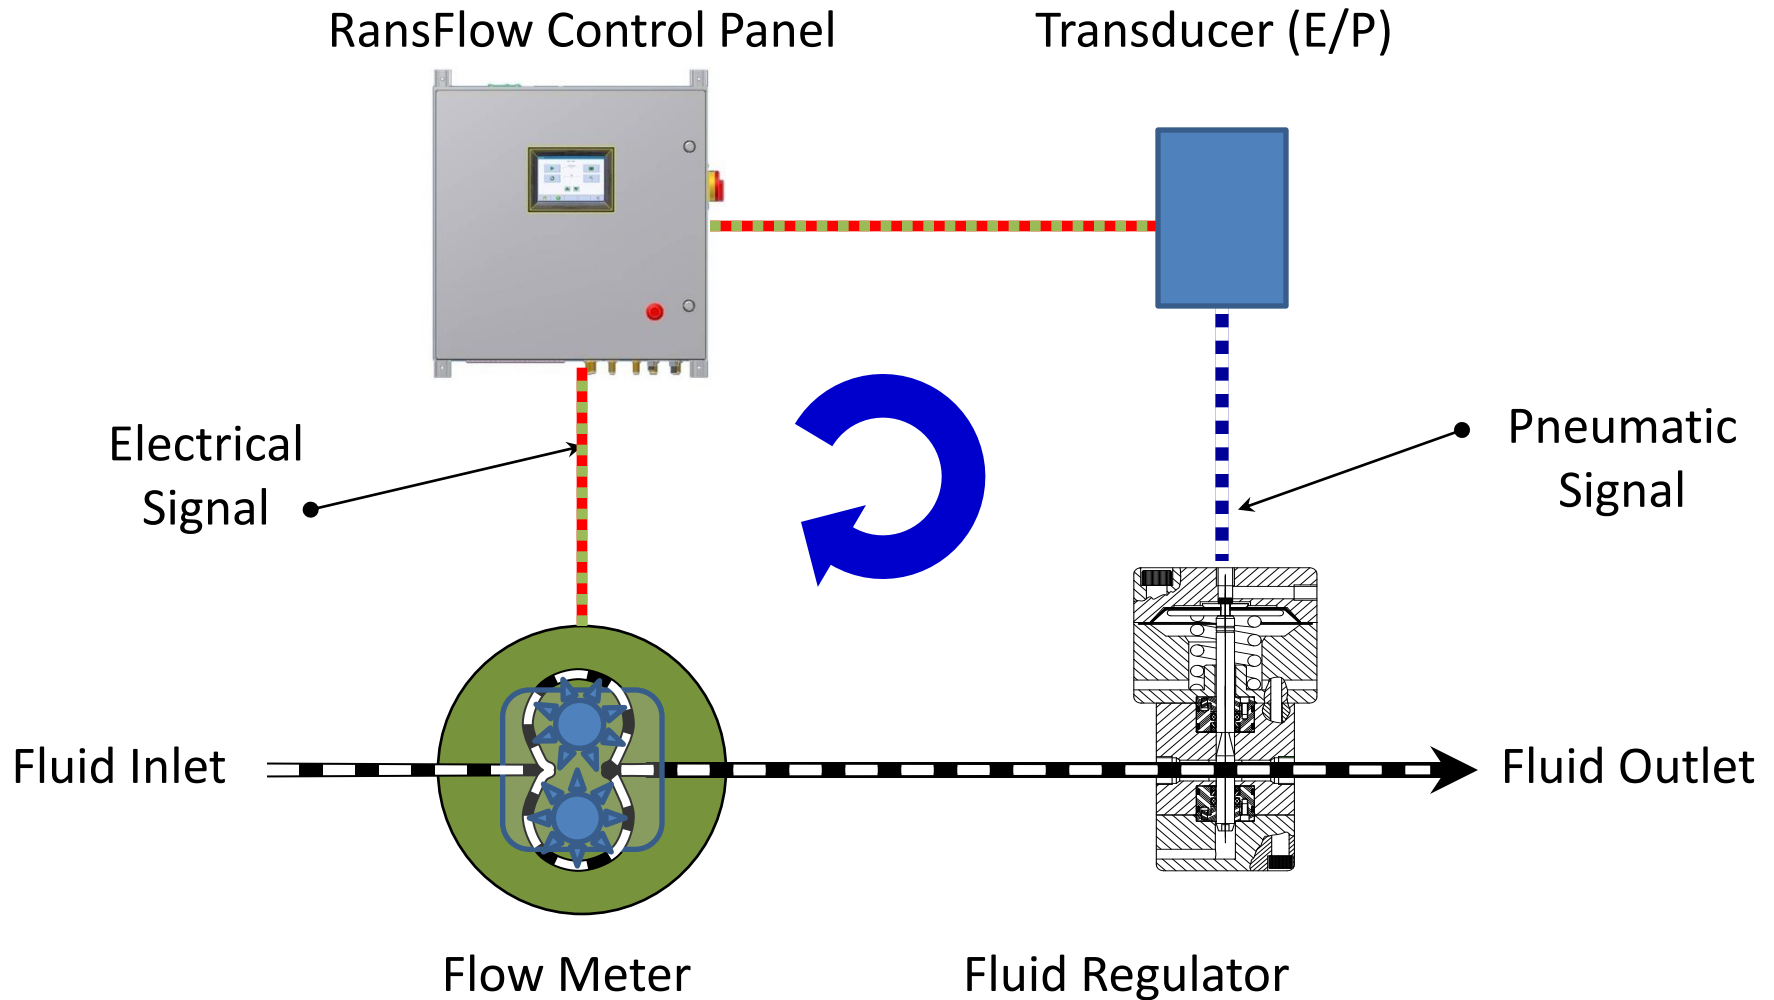 RansFlow Control Panel
Transducer (E/P)
Electrical
Signal
Pneumatic
Signal
Fluid Inlet
Fluid Outlet
Flow Meter
Fluid Regulator